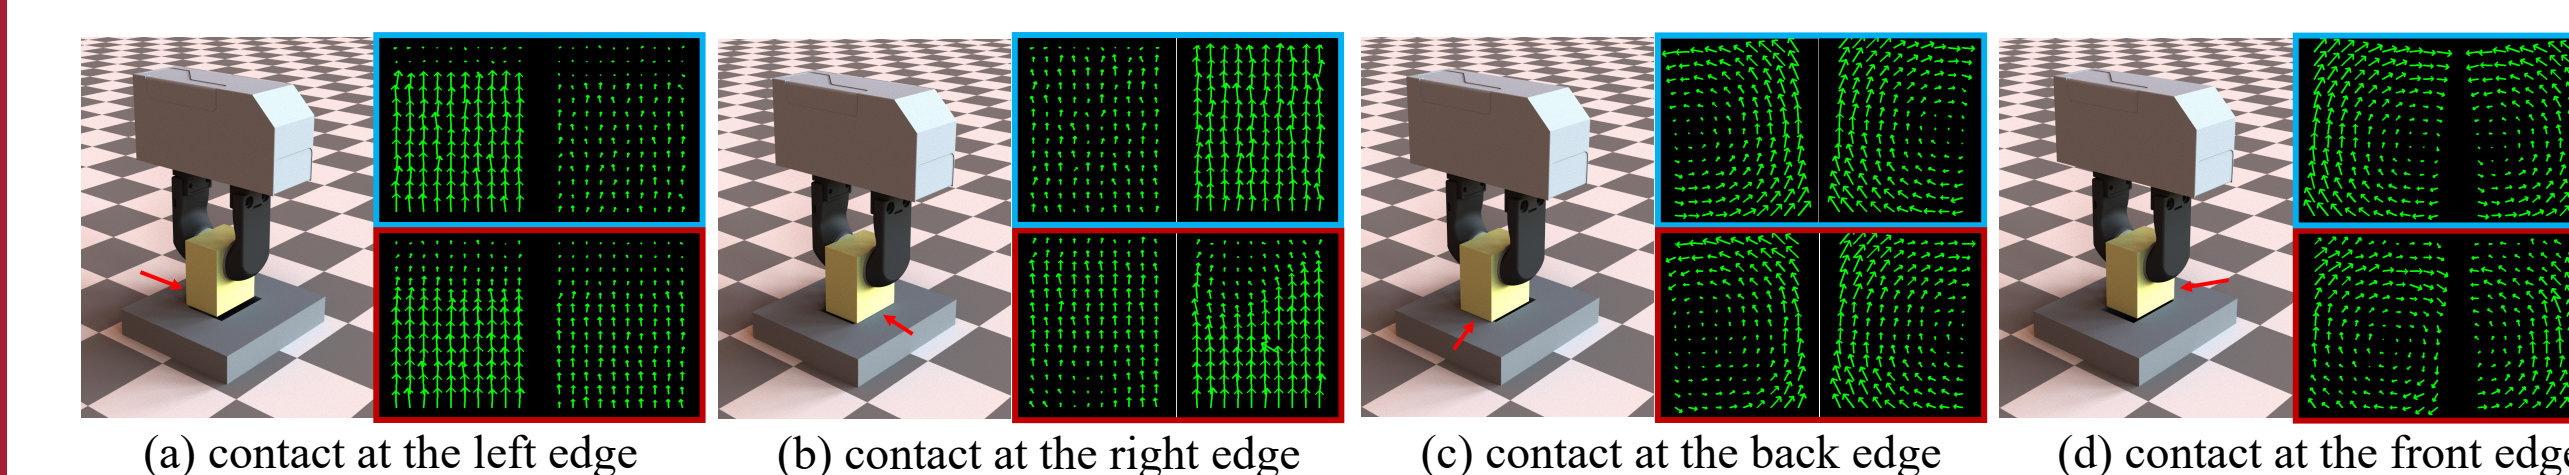 (a) contact at the left edge
(b) contact at the right edge
(c) contact at the back edge
(d) contact at the front edge